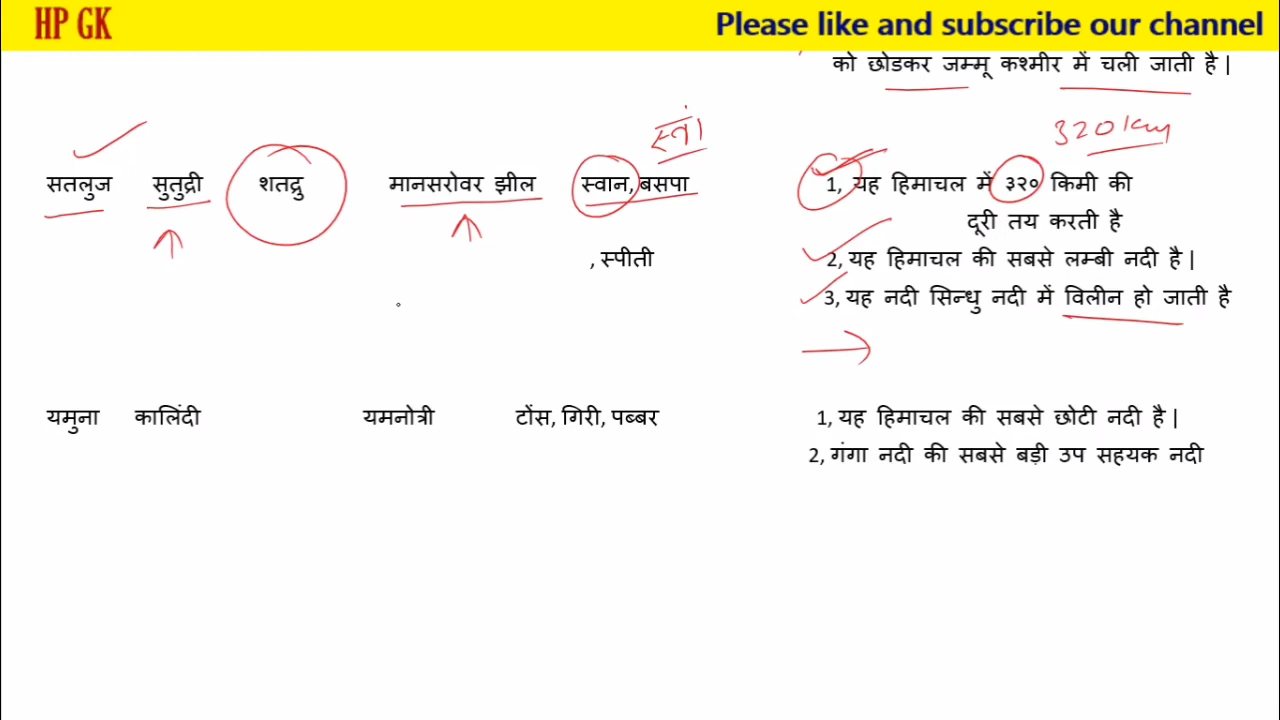 HP GK
Please like and subscribe our channel
को छोडकर जम्मू कश्मीर में चली जाती है |
320 Km
सतलुज सुतुद्री शतद्रु मानसरोवर झील स्वान, बसपा 1, यह हिमाचल में ३२० किमी की
दूरी तय करती है
, स्पीती 2, यह हिमाचल की सबसे लम्बी नदी है |
3, यह नदी सिन्धु नदी में विलीन हो जाती है
यमुना कालिंदी यमनोत्री टोंस, गिरी, पब्बर 1, यह हिमाचल की सबसे छोटी नदी है |
2, गंगा नदी की सबसे बड़ी उप सहयक नदी